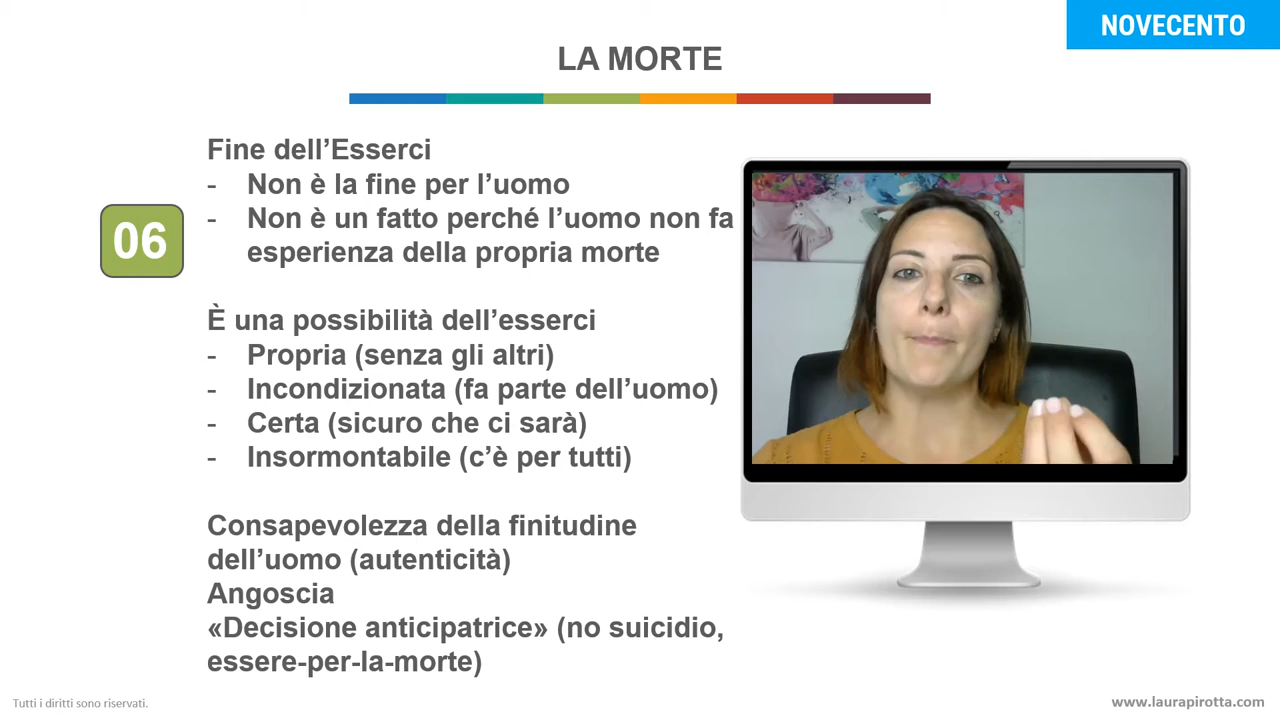 NOVECENTO
LA MORTE
Fine dell’Esserci
- Non è la fine per l’uomo
- Non è un fatto perché l’uomo non fa
esperienza della propria morte
06
È una possibilità dell’esserci
- Propria (senza gli altri)
- Incondizionata (fa parte dell’uomo)
- Certa (sicuro che ci sarà)
- Insormontabile (c’è per tutti)
Consapevolezza della finitudine
dell’uomo (autenticità)
Angoscia
«Decisione anticipatrice» (no suicidio,
essere-per-la-morte)
Tutti i diritti sono riservati.
www.laurapirotta.com